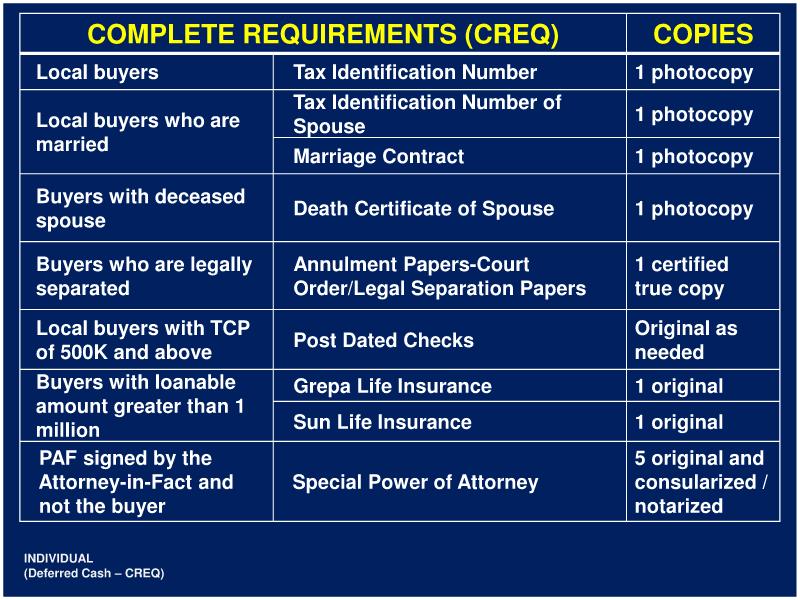 COMPLETE REQUIREMENTS (CREQ)
COPIES
Local buyers
Tax Identification Number
1 photocopy
Local buyers who are
married
Tax Identification Number of
Spouse
1 photocopy
Marriage Contract
1 photocopy
Buyers with deceased
spouse
Death Certificate of Spouse
1 photocopy
Buyers who are legally
separated
Annulment Papers-Court
Order/Legal Separation Papers
1 certified
true copy
Local buyers with TCP
of 500K and above
Post Dated Checks
Original as
needed
Buyers with loanable
amount greater than 1
million
Grepa Life Insurance
1 original
Sun Life Insurance
1 original
PAF signed by the
Attorney-in-Fact and
not the buyer
Special Power of Attorney
5 original and
consularized /
notarized
INDIVIDUAL
(Deferred Cash – CREQ)